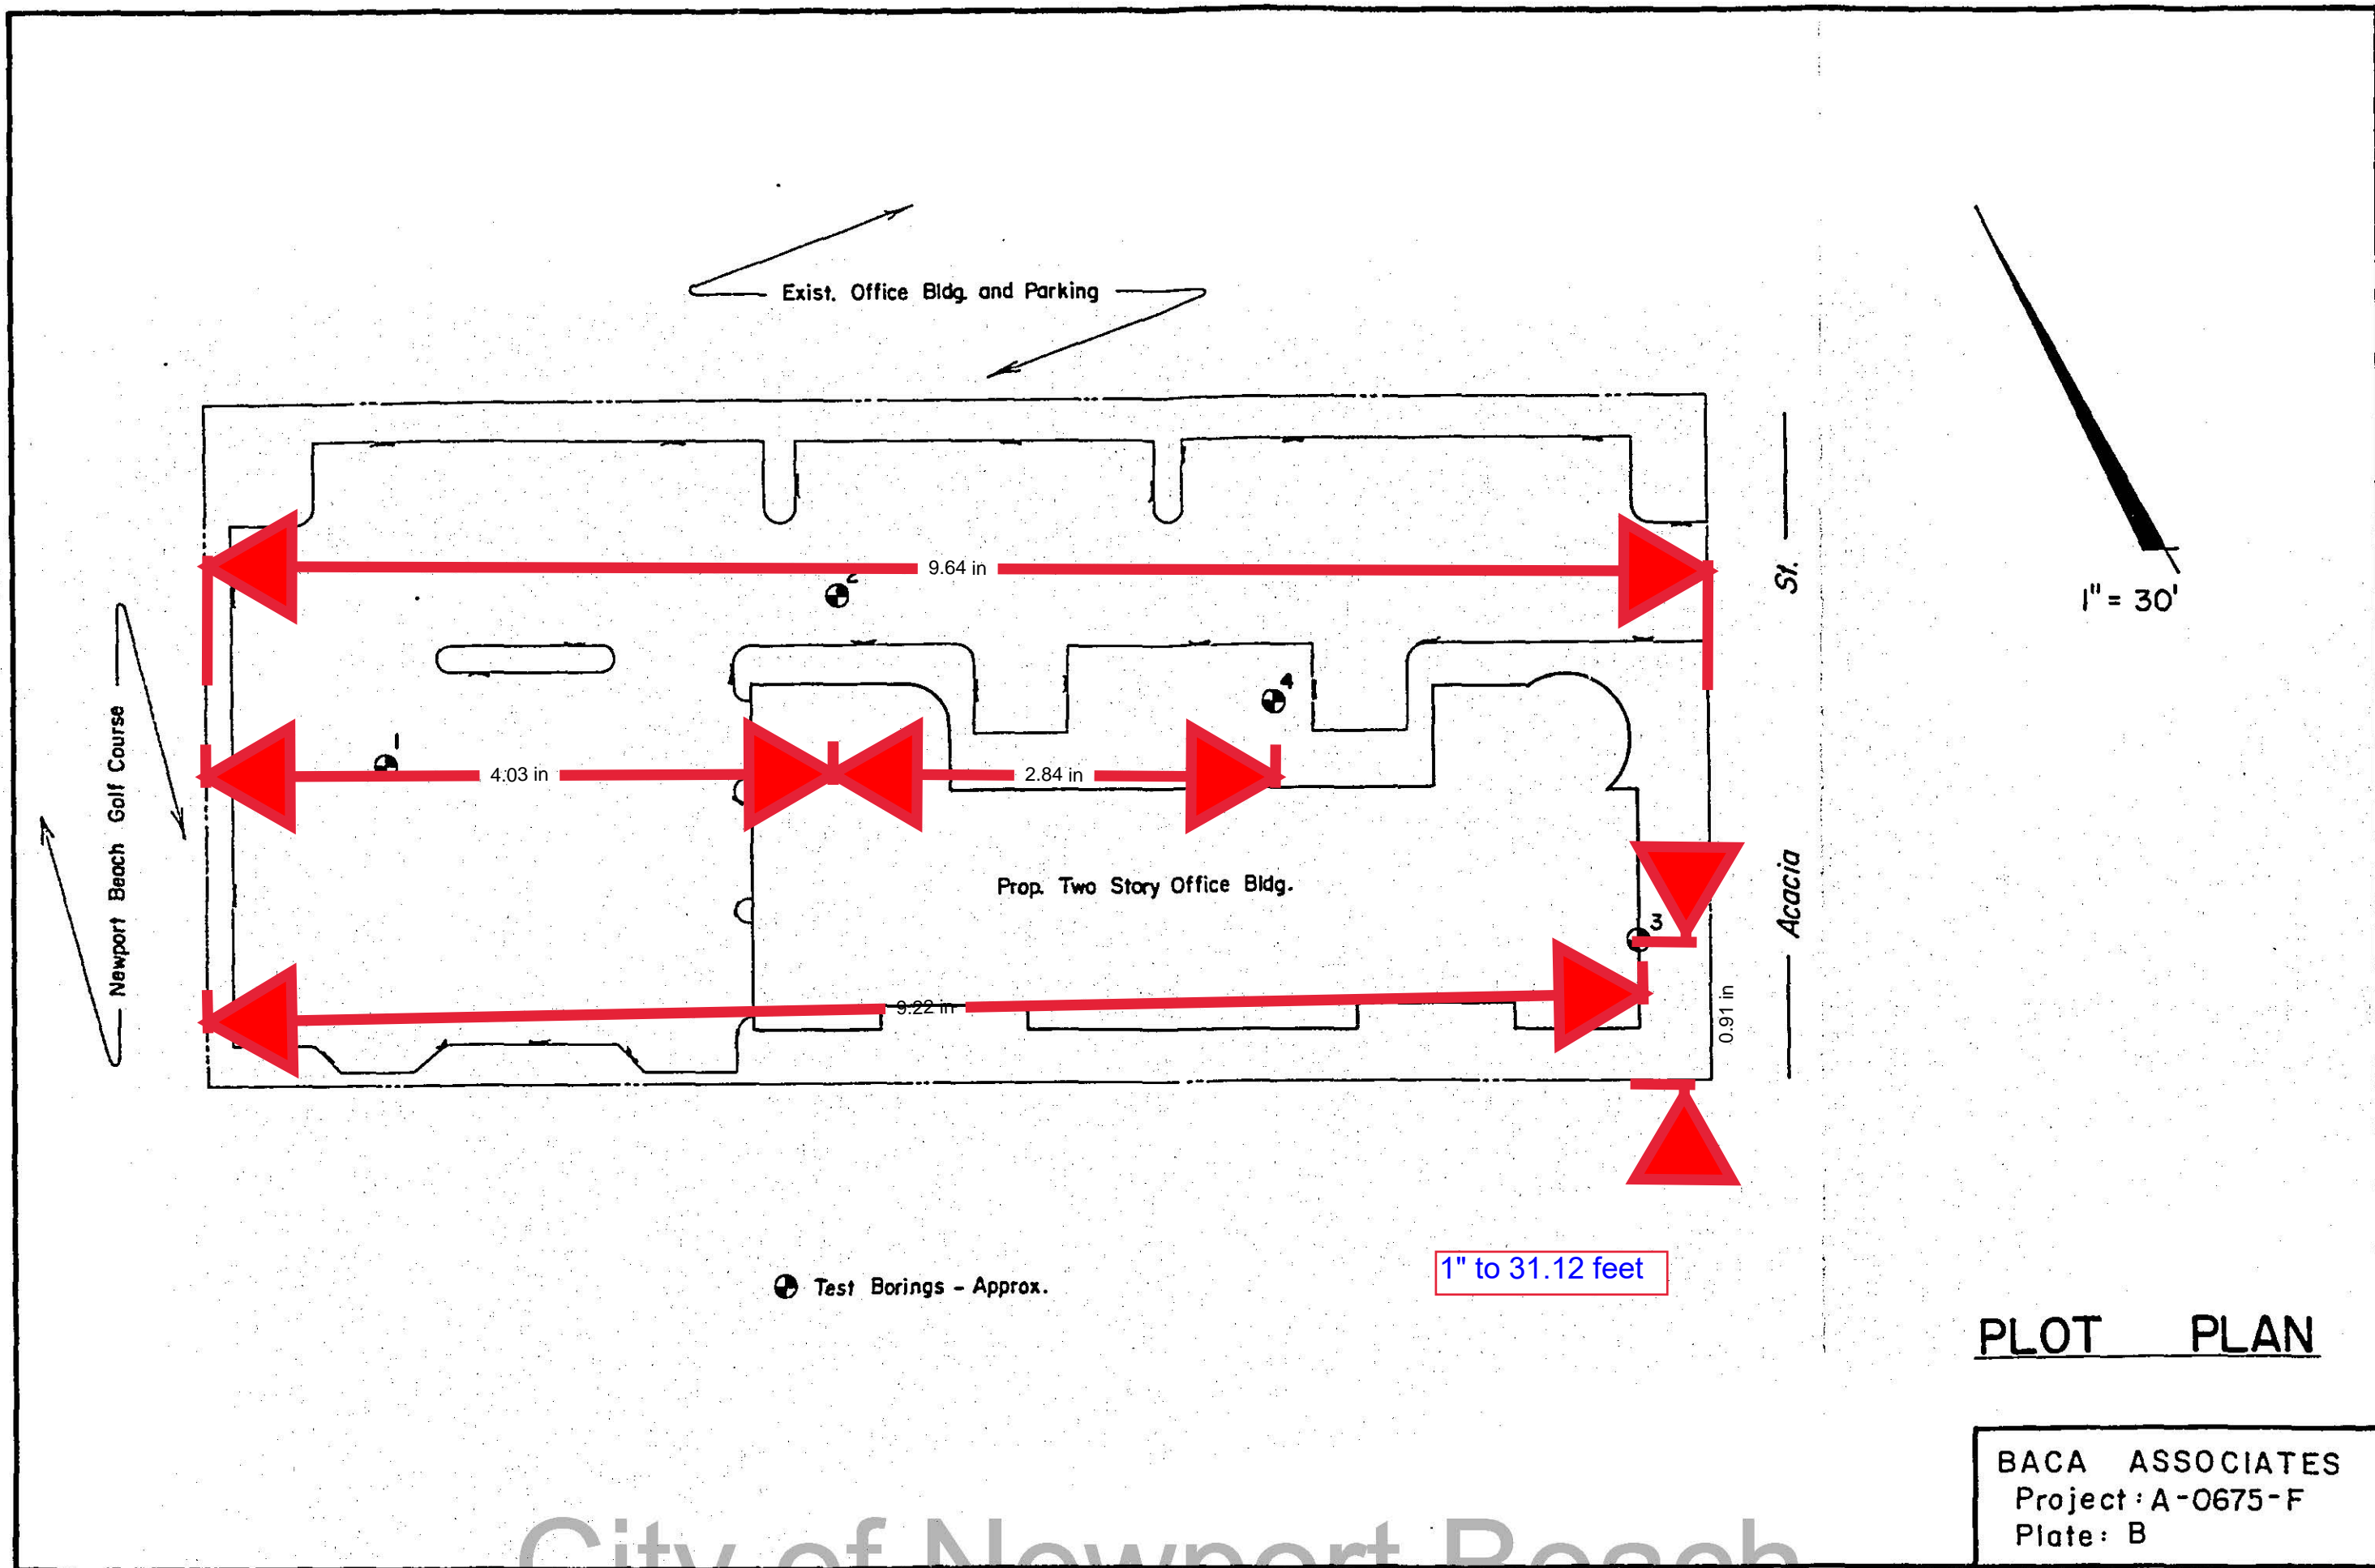 Exist. Office Bldg. and Parking
9.64 in
2
St.
1" = 30'
4
1
Newport Beach Golf Course
4.03 in
2.84 in
Prop. Two Story Office Bldg.
Acacia
3
9.22 in
0.91 in
1" to 31.12 feet
Test Borings - Approx.
PLOT PLAN
BACA ASSOCIATES
Project: A-0675-F
Plate: B
City of Newport Beach